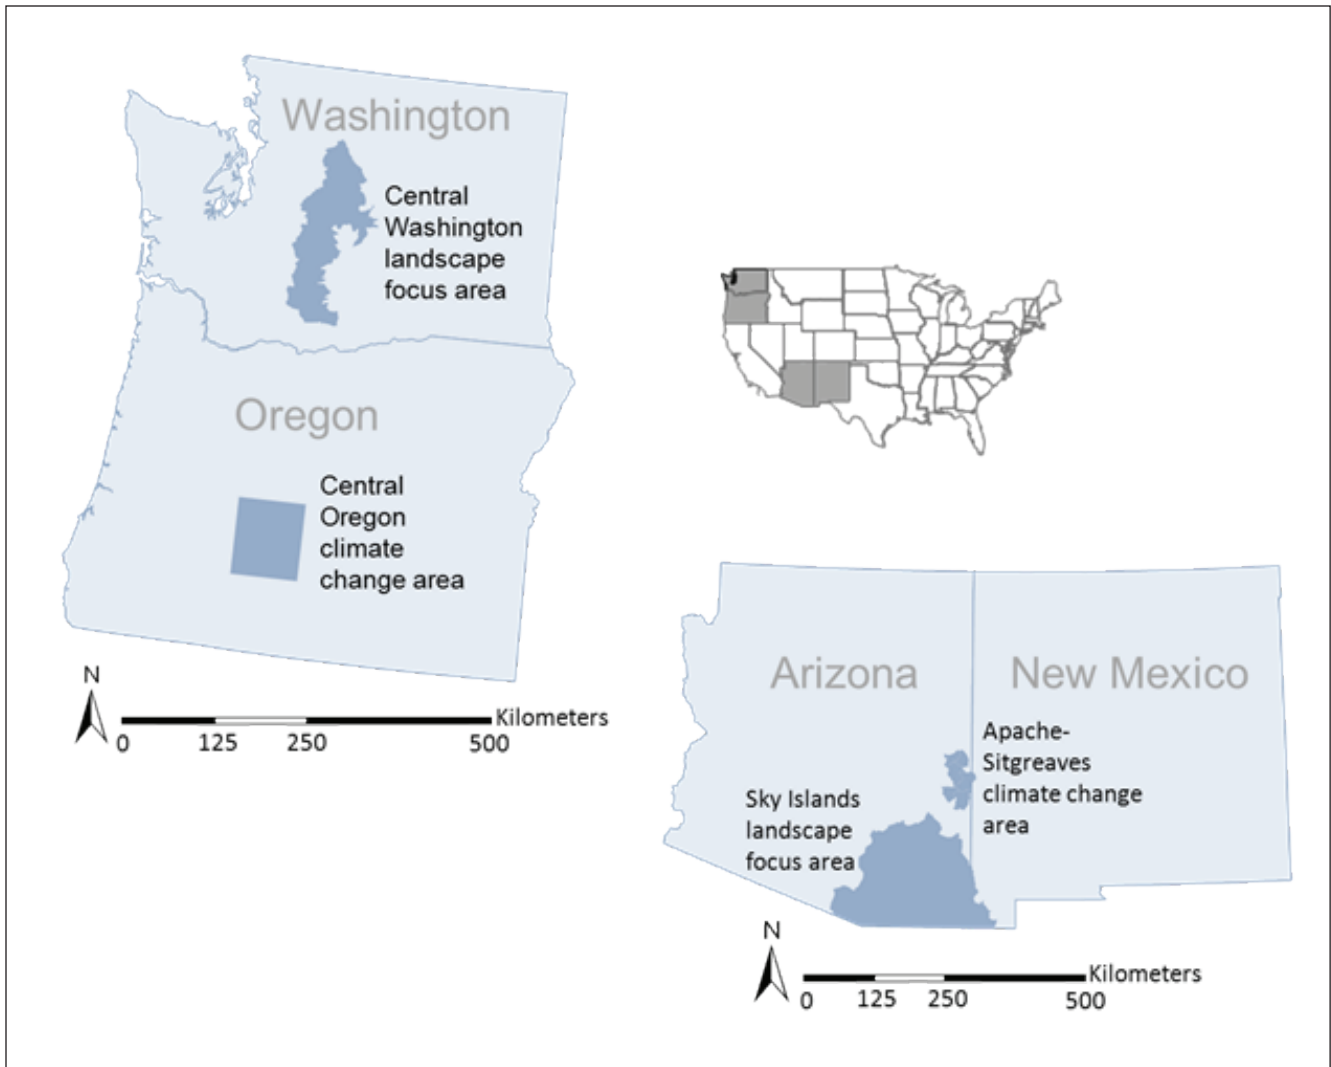 Washington
Central
Washington
landscape
focus area
Oregon
Central
Oregon
climate
change area
N
Kilometers
0 125 250 500
Arizona
New Mexico
Apache-
Sitgreaves
climate change
area
Sky Islands
landscape
focus area
N
Kilometers
0 125 250 500